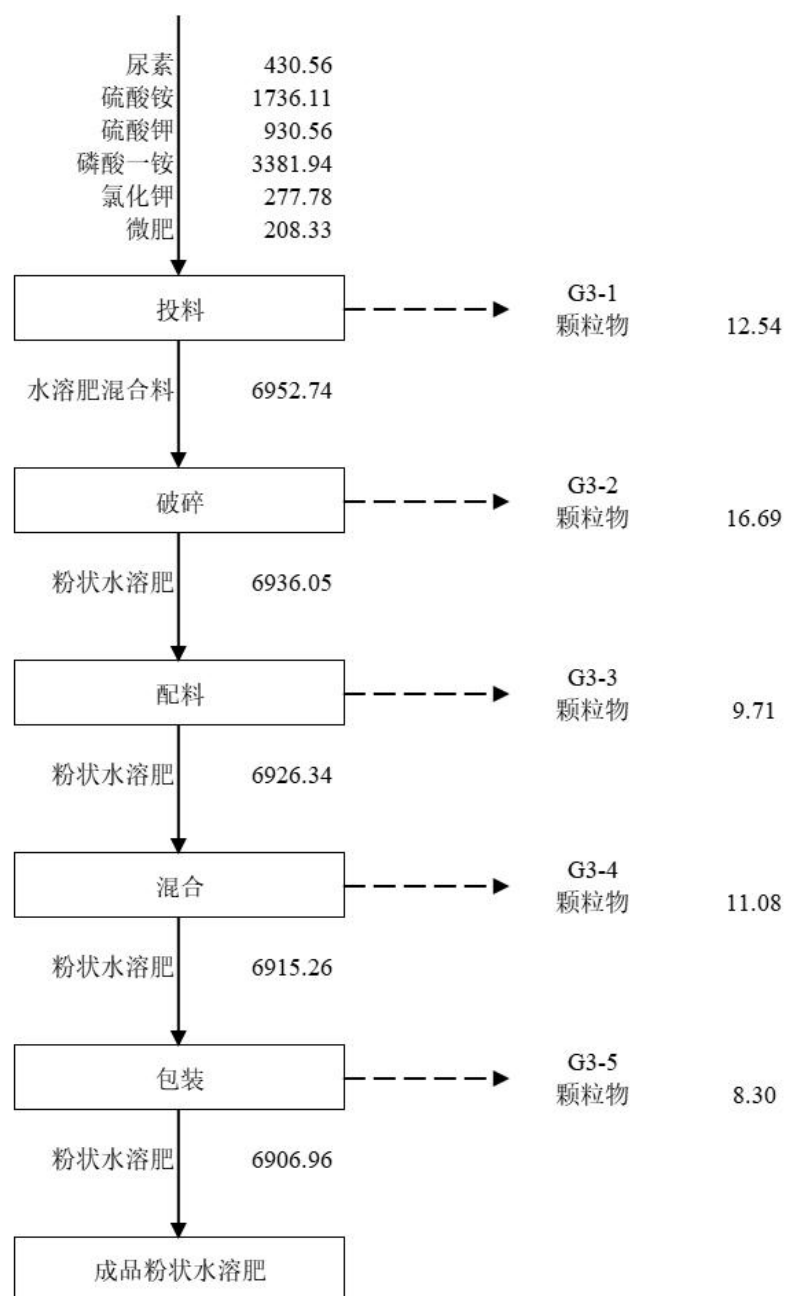 尿素 430.56
硫酸铵 1736.11
硫酸钾 930.56
磷酸一铵 3381.94
氯化钾 277.78
微肥 208.33
投料
G3-1
颗粒物 12.54
水溶肥混合料 6952.74
破碎
G3-2
颗粒物 16.69
粉状水溶肥 6936.05
配料
G3-3
颗粒物 9.71
粉状水溶肥 6926.34
混合
G3-4
颗粒物 11.08
粉状水溶肥 6915.26
包装
G3-5
颗粒物 8.30
粉状水溶肥 6906.96
成品粉状水溶肥